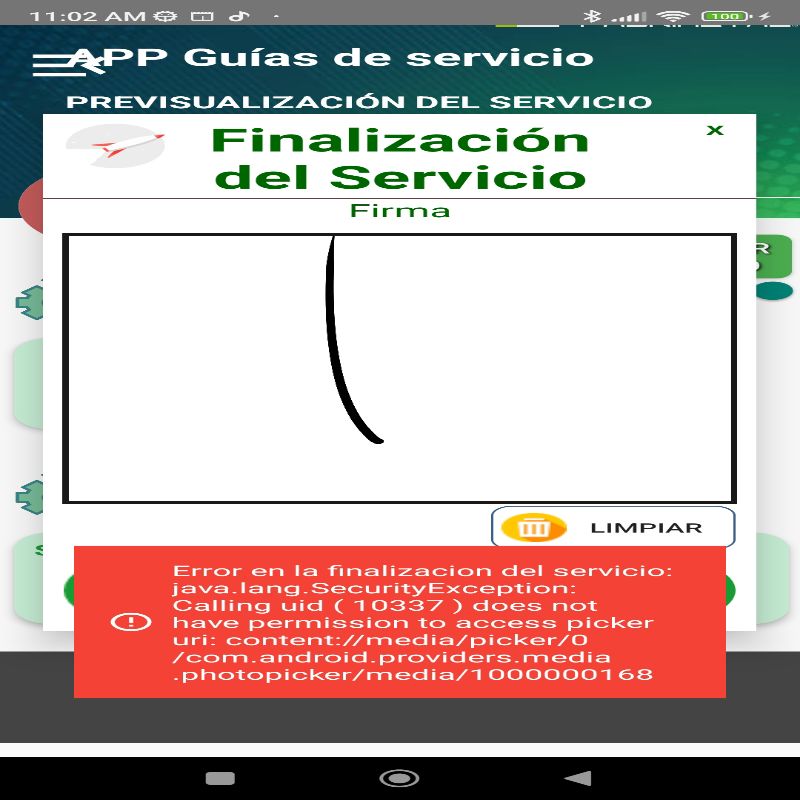 11:02 AM
100
APP Guías de servicio
PREVISUALIZACIÓN DEL SERVICIO
Finalización
del Servicio
x
Firma
LIMPIAR
Error en la finalizacion del servicio:
java.lang.SecurityException:
Calling uid ( 10337 ) does not
have permission to access picker
uri: content://media/picker/0
/com.android.providers.media
.photopicker/media/1000000168